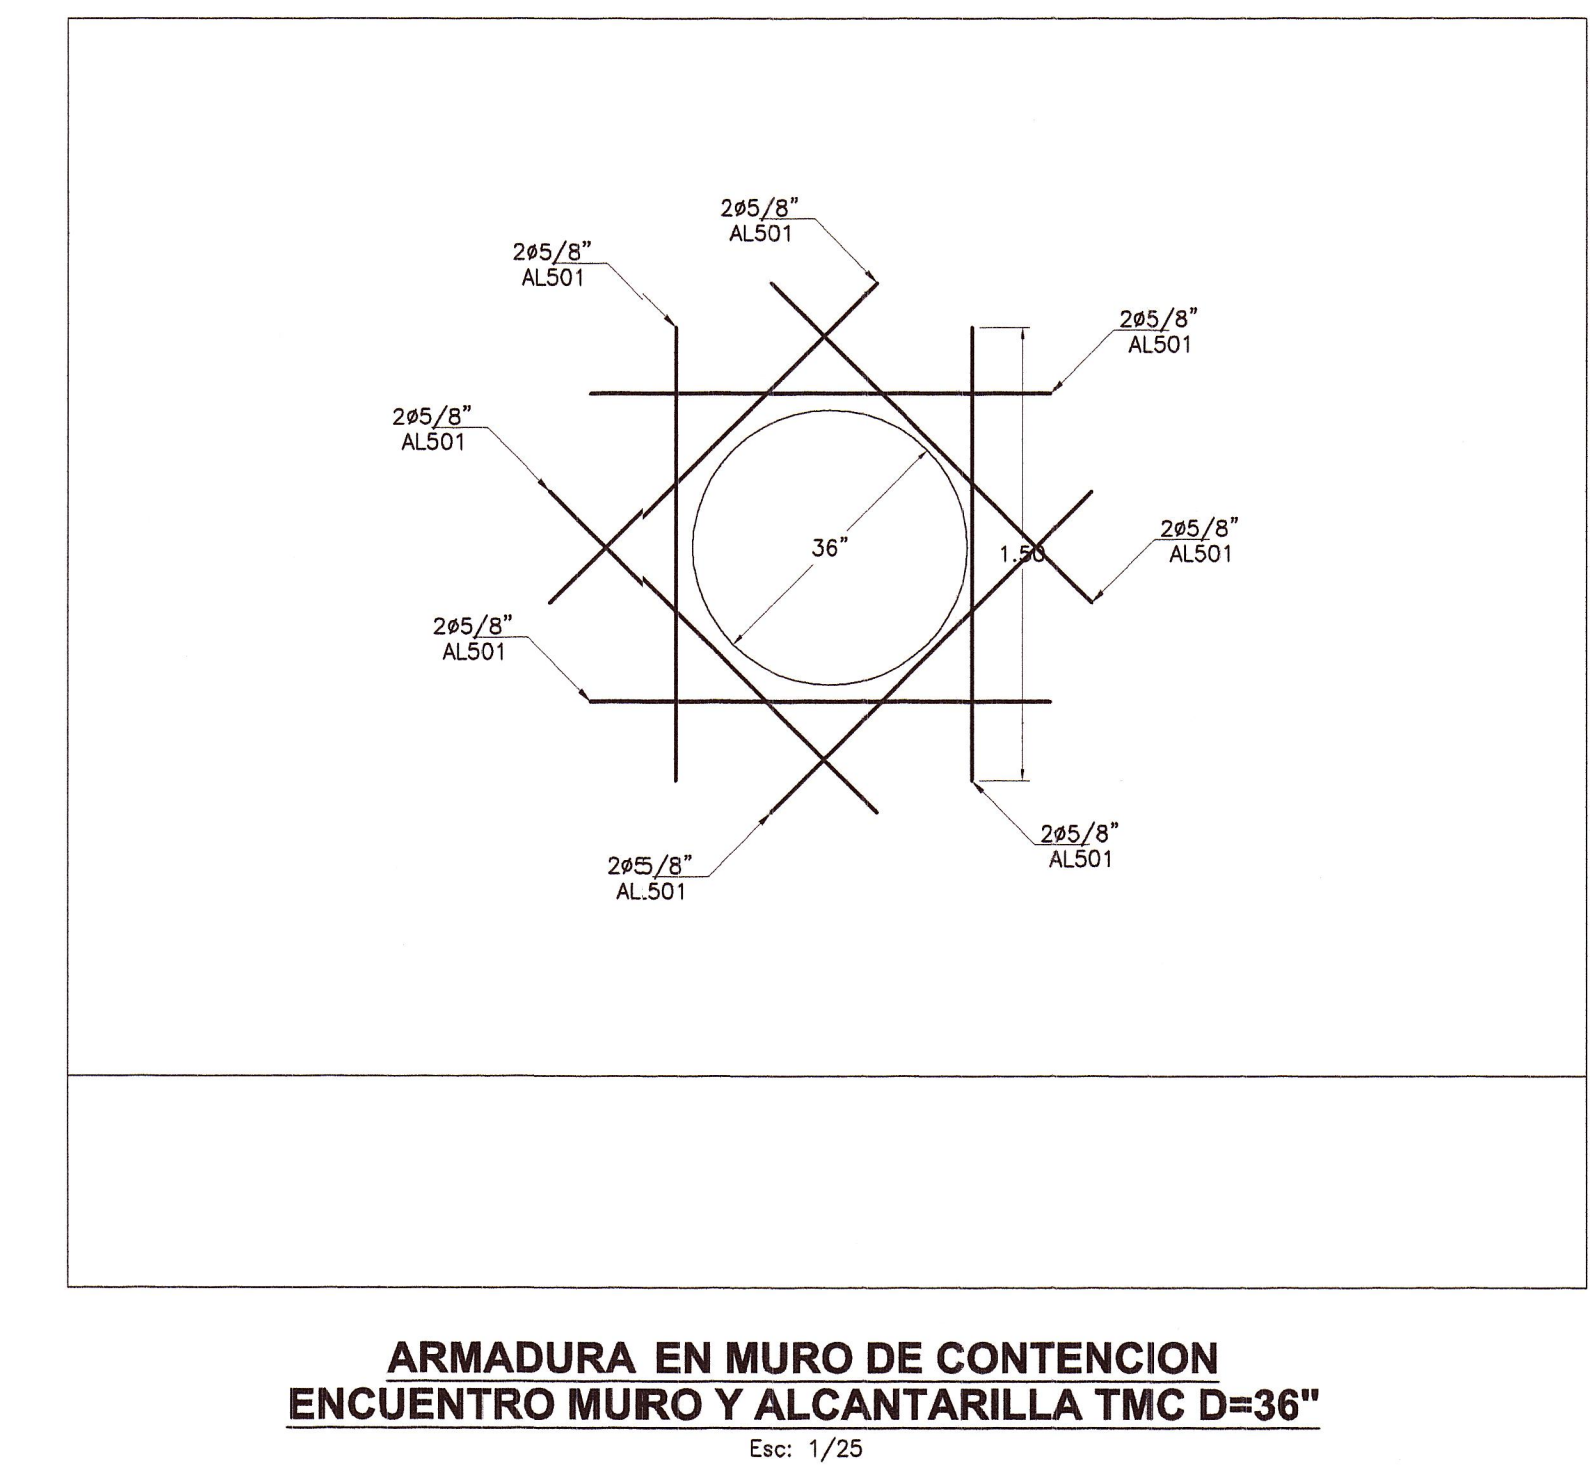 2ø5/8"
AL501
2ø5/8"
AL501
2ø5/8"
AL501
2ø5/8"
AL501
36"
1.50
2ø5/8"
AL501
2ø5/8"
AL501
2ø5/8"
AL501
2ø5/8"
AL501
ARMADURA EN MURO DE CONTENCION
ENCUENTRO MURO Y ALCANTARILLA TMC D=36"
Esc: 1/25